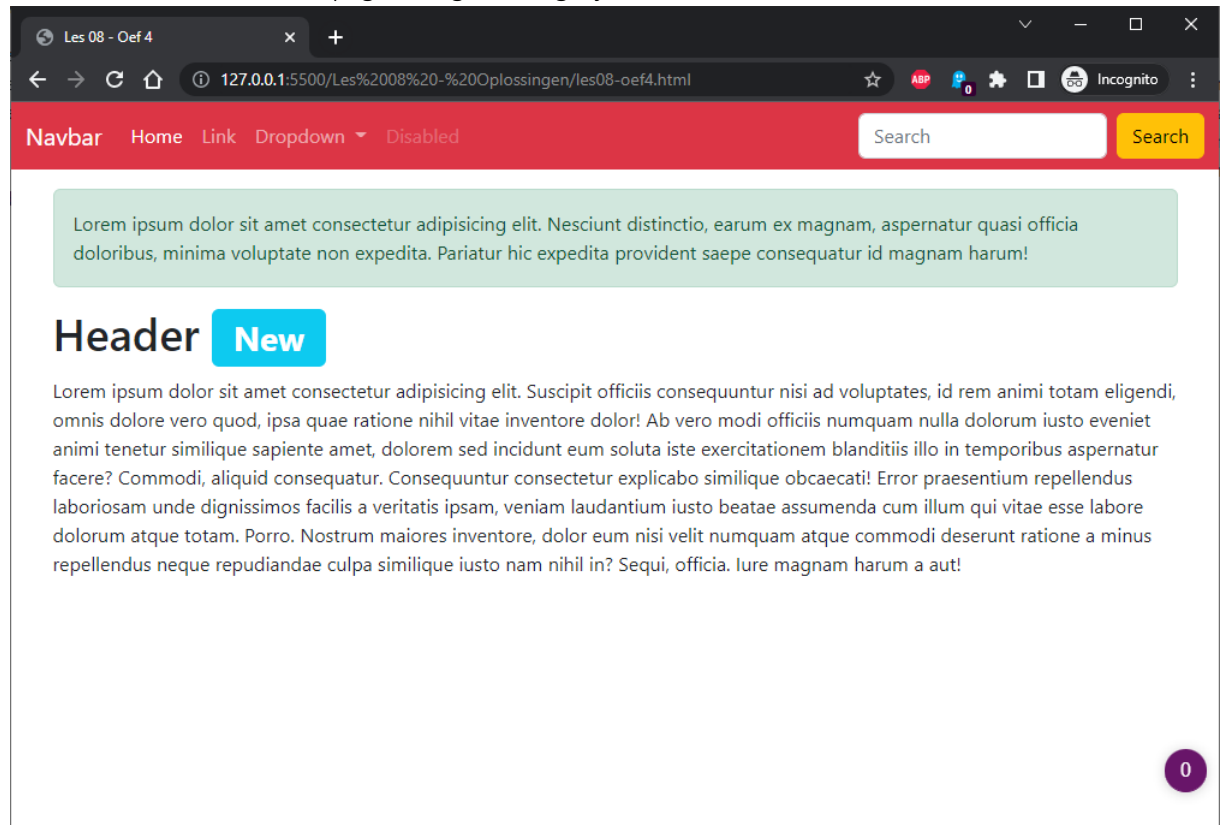 Les 08 - Oef 4
127.0.0.1:5500/Les%2008%20-%20Oplossingen/les08-oef4.html
ABP
0
Incognito
Navbar Home Link Dropdown Disabled Search Search
Lorem ipsum dolor sit amet consectetur adipisicing elit. Nesciunt distinctio, earum ex magnam, aspernatur quasi officia
doloribus, minima voluptate non expedita. Pariatur hic expedita provident saepe consequatur id magnam harum!
Header New
Lorem ipsum dolor sit amet consectetur adipisicing elit. Suscipit officiis consequuntur nisi ad voluptates, id rem animi totam eligendi,
omnis dolore vero quod, ipsa quae ratione nihil vitae inventore dolor! Ab vero modi officiis numquam nulla dolorum iusto eveniet
animi tenetur similique sapiente amet, dolorem sed incidunt eum soluta iste exercitationem blanditiis illo in temporibus aspernatur
facere? Commodi, aliquid consequatur. Consequuntur consectetur explicabo similique obcaecati! Error praesentium repellendus
laboriosam unde dignissimos facilis a veritatis ipsam, veniam laudantium iusto beatae assumenda cum illum qui vitae esse labore
dolorum atque totam. Porro. Nostrum maiores inventore, dolor eum nisi velit numquam atque commodi deserunt ratione a minus
repellendus neque repudiandae culpa similique iusto nam nihil in? Sequi, officia. Iure magnam harum a aut!
0